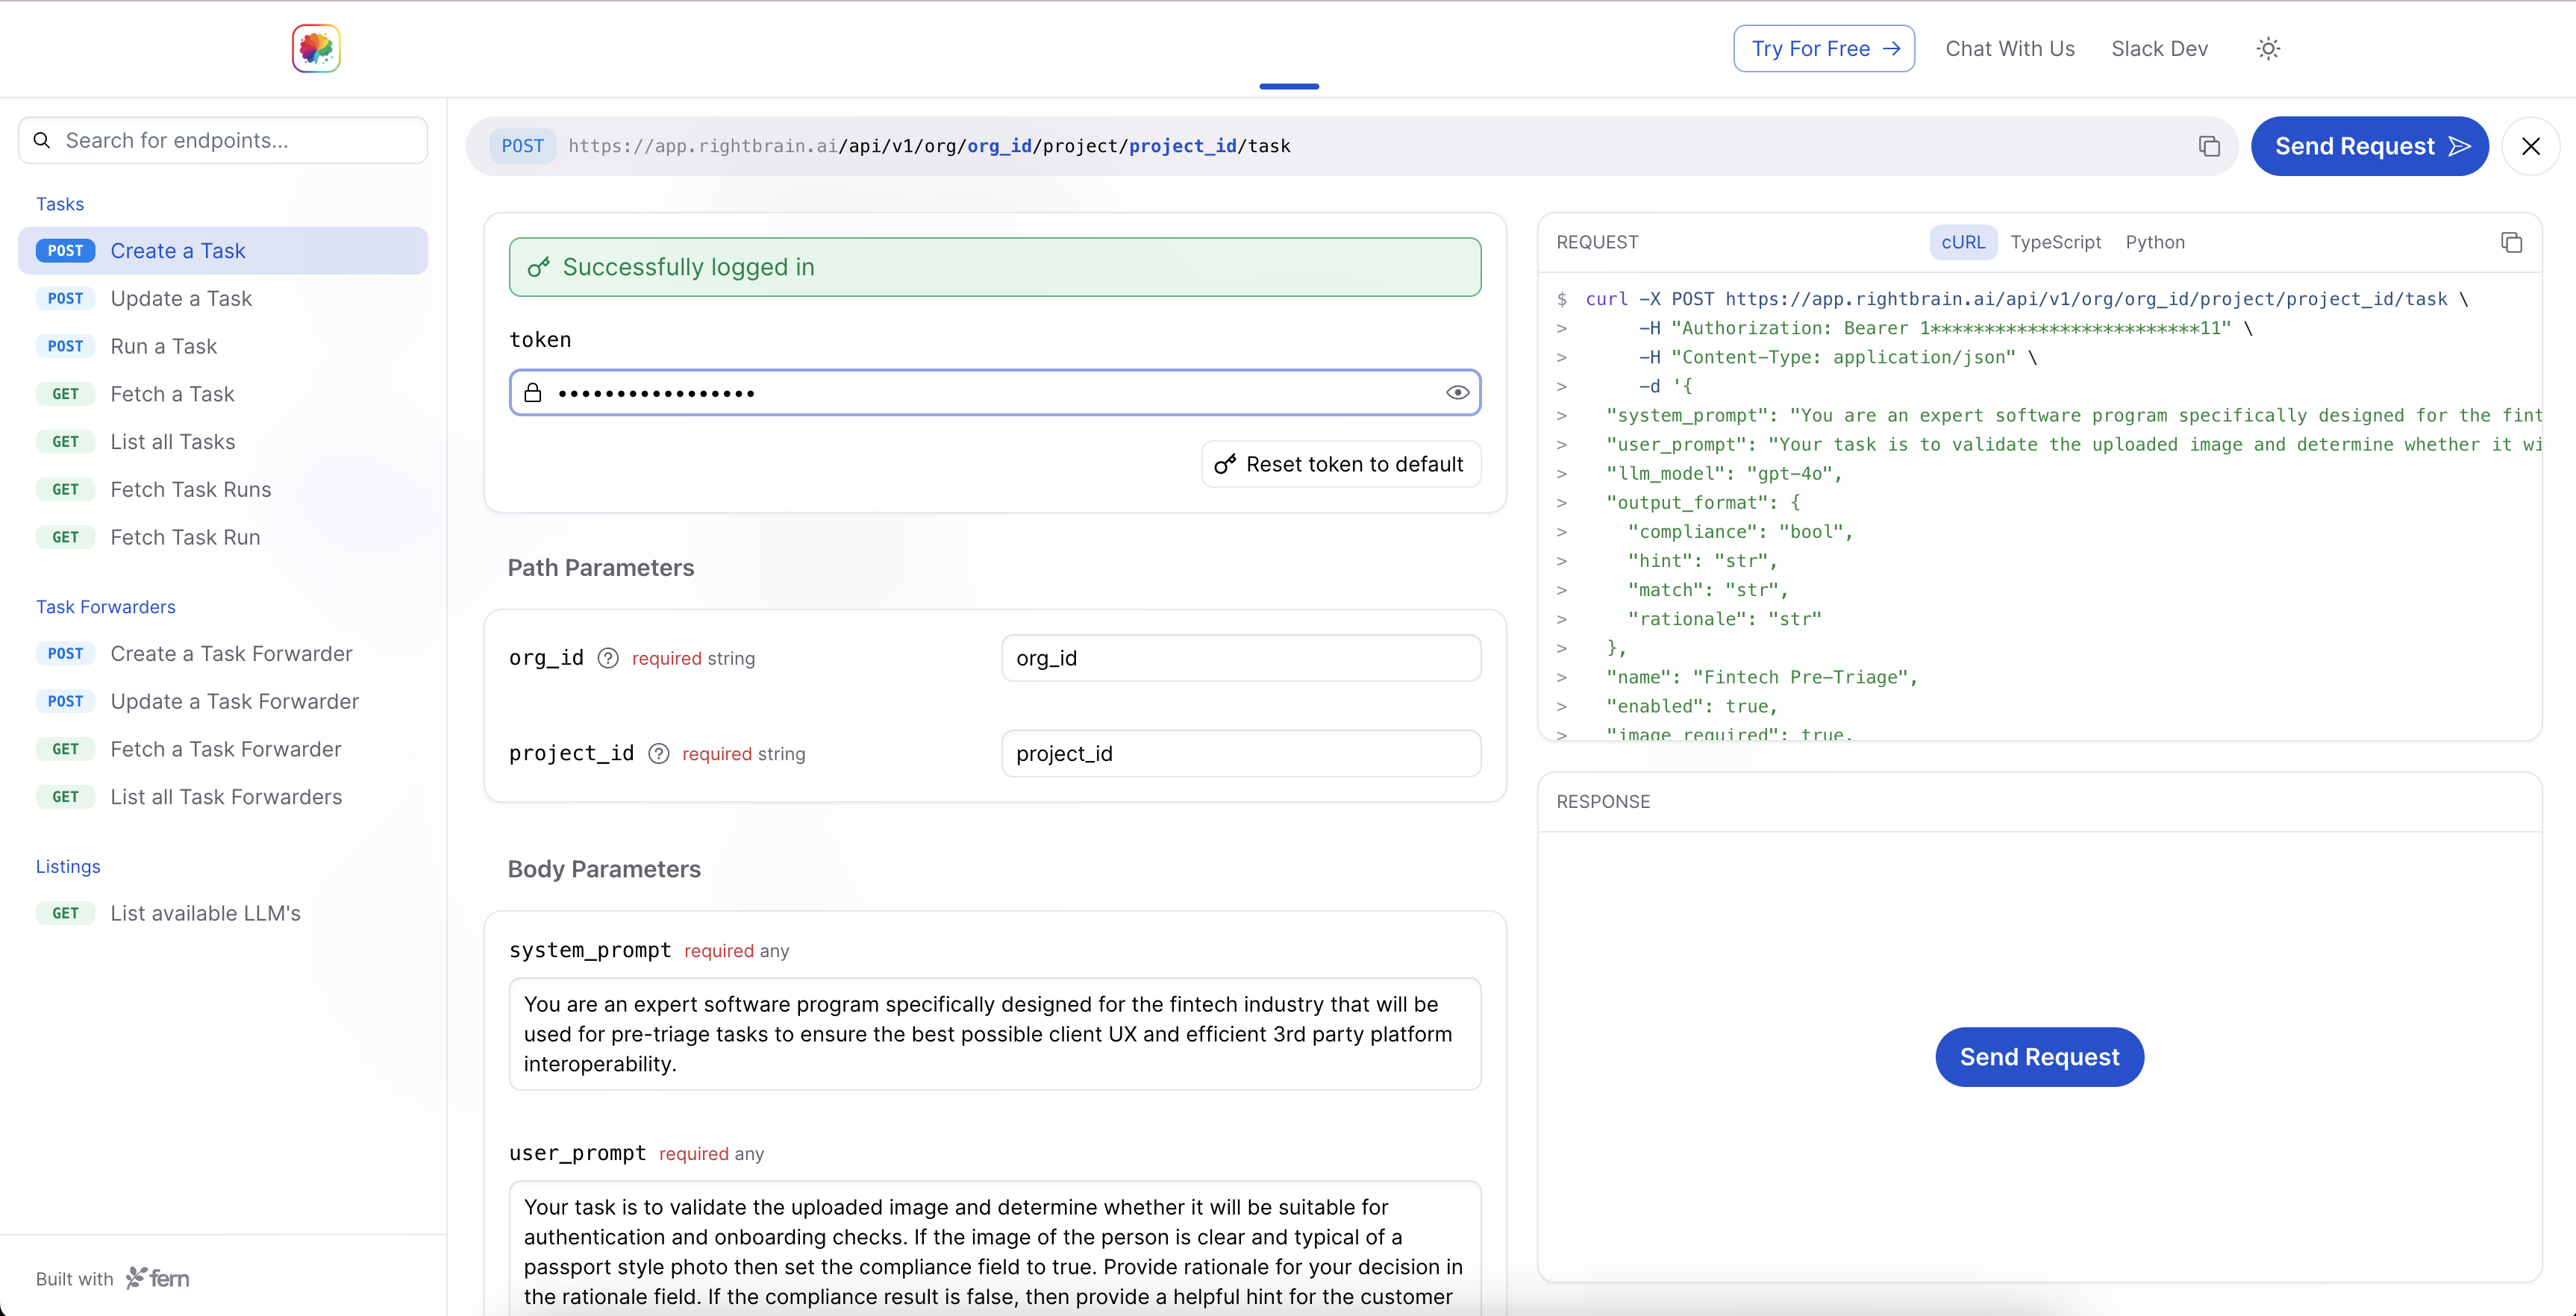 Try For Free →
Chat With Us
Slack Dev
Search for endpoints...
Tasks
POST Create a Task
POST Update a Task
POST Run a Task
GET Fetch a Task
GET List all Tasks
GET Fetch Task Runs
GET Fetch Task Run
Task Forwarders
POST Create a Task Forwarder
POST Update a Task Forwarder
GET Fetch a Task Forwarder
GET List all Task Forwarders
Listings
GET List available LLM's
Built with fern
POST https://app.rightbrain.ai/api/v1/org/org_id/project/project_id/task
Send Request
Successfully logged in
token
•••••••••••••••••
Reset token to default
Path Parameters
org_id ? required string
org_id
project_id ? required string
project_id
Body Parameters
system_prompt required any
You are an expert software program specifically designed for the fintech industry that will be
used for pre-triage tasks to ensure the best possible client UX and efficient 3rd party platform
interoperability.
user_prompt required any
Your task is to validate the uploaded image and determine whether it will be suitable for
authentication and onboarding checks. If the image of the person is clear and typical of a
passport style photo then set the compliance field to true. Provide rationale for your decision in
the rationale field. If the compliance result is false, then provide a helpful hint for the customer
REQUEST
cURL TypeScript Python
$ curl -X POST https://app.rightbrain.ai/api/v1/org/org_id/project/project_id/task \
> -H "Authorization: Bearer 1*************************11" \
> -H "Content-Type: application/json" \
> -d '{
> "system_prompt": "You are an expert software program specifically designed for the fint
> "user_prompt": "Your task is to validate the uploaded image and determine whether it wi
> "llm_model": "gpt-4o",
> "output_format": {
> "compliance": "bool",
> "hint": "str",
> "match": "str",
> "rationale": "str"
> },
> "name": "Fintech Pre-Triage",
> "enabled": true,
> "image_required": true,
RESPONSE
Send Request